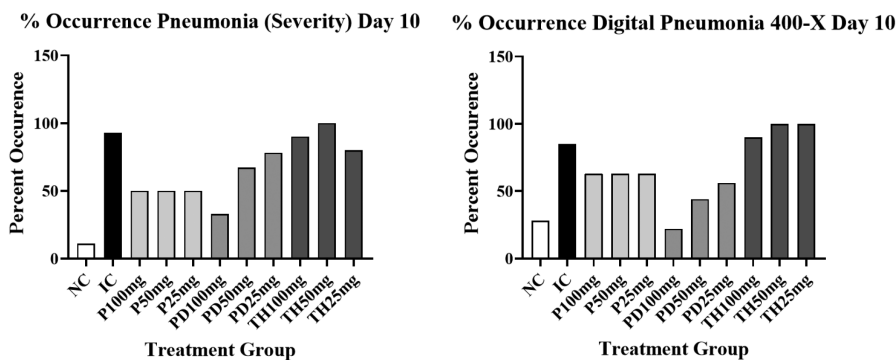 % Occurrence Pneumonia (Severity) Day 10
Percent Occurence
150
100
50
0
NC
IC
P100mg
P50mg
P25mg
PD100mg
PD50mg
PD25mg
TH100mg
TH50mg
TH25mg
Treatment Group
% Occurrence Digital Pneumonia 400-X Day 10
Percent Occurence
150
100
50
0
NC
IC
P100mg
P50mg
P25mg
PD100mg
PD50mg
PD25mg
TH100mg
TH50mg
TH25mg
Treatment Group